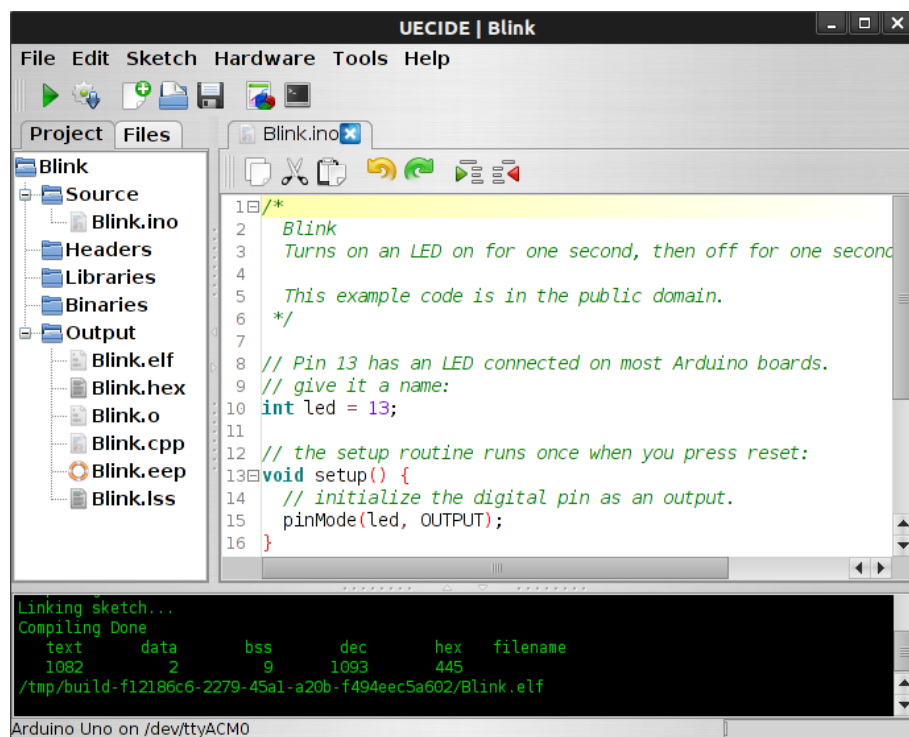 UECIDE | Blink
File Edit Sketch Hardware Tools Help
Project Files
Blink.ino
Blink
Source
Blink.ino
Headers
Libraries
Binaries
Output
Blink.elf
Blink.hex
Blink.o
Blink.cpp
Blink.eep
Blink.lss
1 /*
2 Blink
3 Turns on an LED on for one second, then off for one second
4
5 This example code is in the public domain.
6 */
7
8 // Pin 13 has an LED connected on most Arduino boards.
9 // give it a name:
10 int led = 13;
11
12 // the setup routine runs once when you press reset:
13 void setup() {
14 // initialize the digital pin as an output.
15 pinMode(led, OUTPUT);
16 }
Linking sketch...
Compiling Done
text data bss dec hex filename
1082 2 9 1093 445
/tmp/build-f12186c6-2279-45a1-a20b-f494eec5a602/Blink.elf
Arduino Uno on /dev/ttyACM0